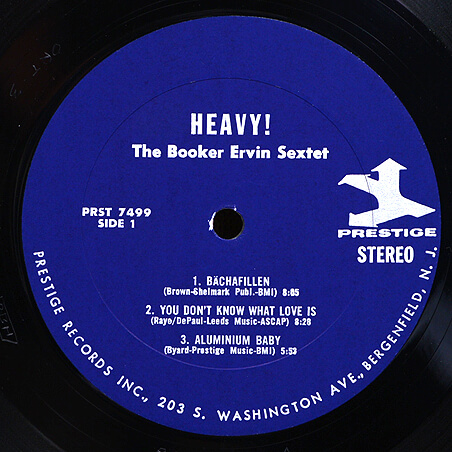 HEAVY!
The Booker Ervin Sextet
PRST 7499
SIDE 1
PRESTIGE
STEREO
1. BÄCHAFILLEN
(Brown-Shelmark Publ.-BMI) 8:05
2. YOU DON'T KNOW WHAT LOVE IS
(Raye/DePaul-Leeds Music-ASCAP) 8:28
3. ALUMINIUM BABY
(Byard-Prestige Music-BMI) 5:53
PRESTIGE RECORDS INC., 203 S. WASHINGTON AVE., BERGENFIELD, N. J.